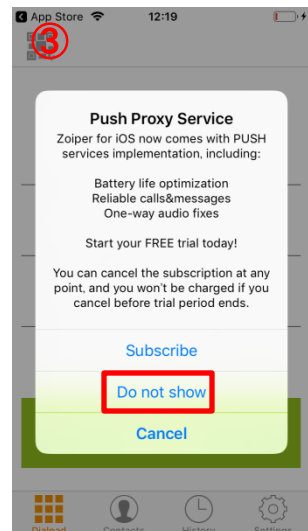 App Store 12:19
③
Push Proxy Service
Zoiper for iOS now comes with PUSH
services implementation, including:
Battery life optimization
Reliable calls&messages
One-way audio fixes
Start your FREE trial today!
You can cancel the subscription at any
point, and you won't be charged if you
cancel before trial period ends.
Subscribe
Do not show
Cancel
Dialpad Contacts History Settings